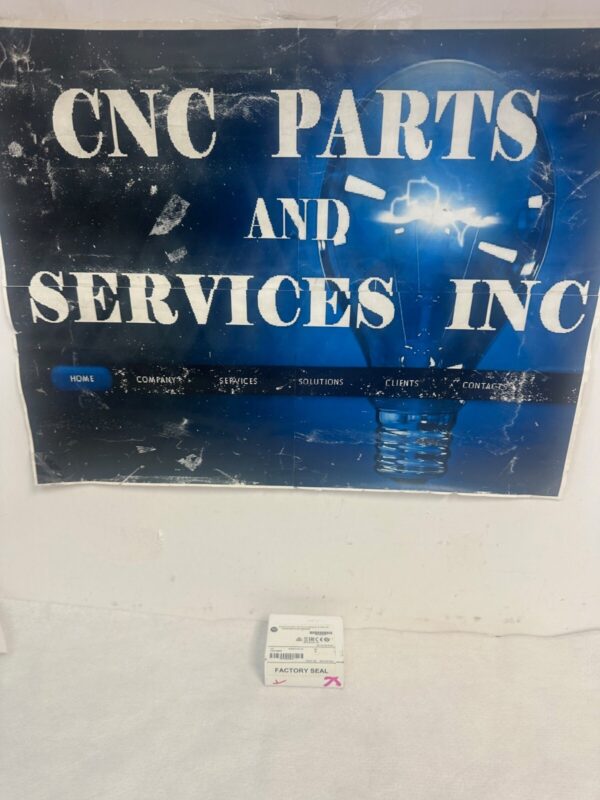 CNC PARTS
AND
SERVICES INC
HOME COMPANY SERVICES SOLUTIONS CLIENTS CONTACT
FACTORY SEAL